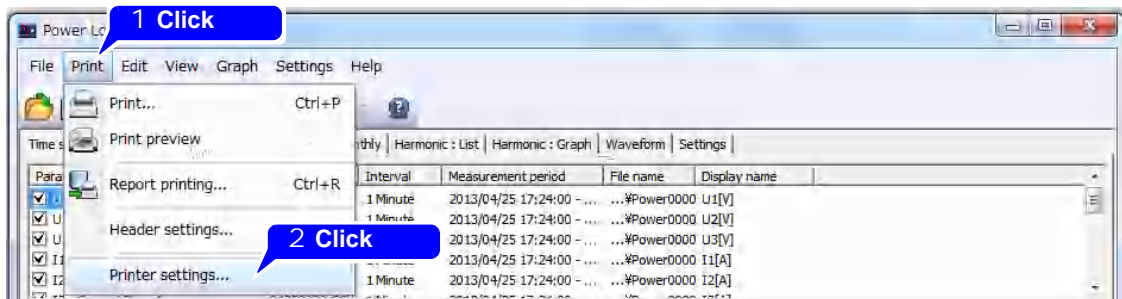 1 Click
Power Lo
File Print Edit View Graph Settings Help
Print... Ctrl+P
Print preview
Time s thly Harmonic : List Harmonic : Graph Waveform Settings
Para Interval Measurement period File name Display name
Report printing... Ctrl+R
U 1 Minute 2013/04/25 17:24:00 - ... ...¥Power0000 U1[V]
U 2013/04/25 17:24:00 - ... ...¥Power0000 U2[V]
Header settings...
2 Click
U 2013/04/25 17:24:00 - ... ...¥Power0000 U3[V]
I1 2013/04/25 17:24:00 - ... ...¥Power0000 I1[A]
Printer settings...
I2 1 Minute 2013/04/25 17:24:00 - ... ...¥Power0000 I2[A]